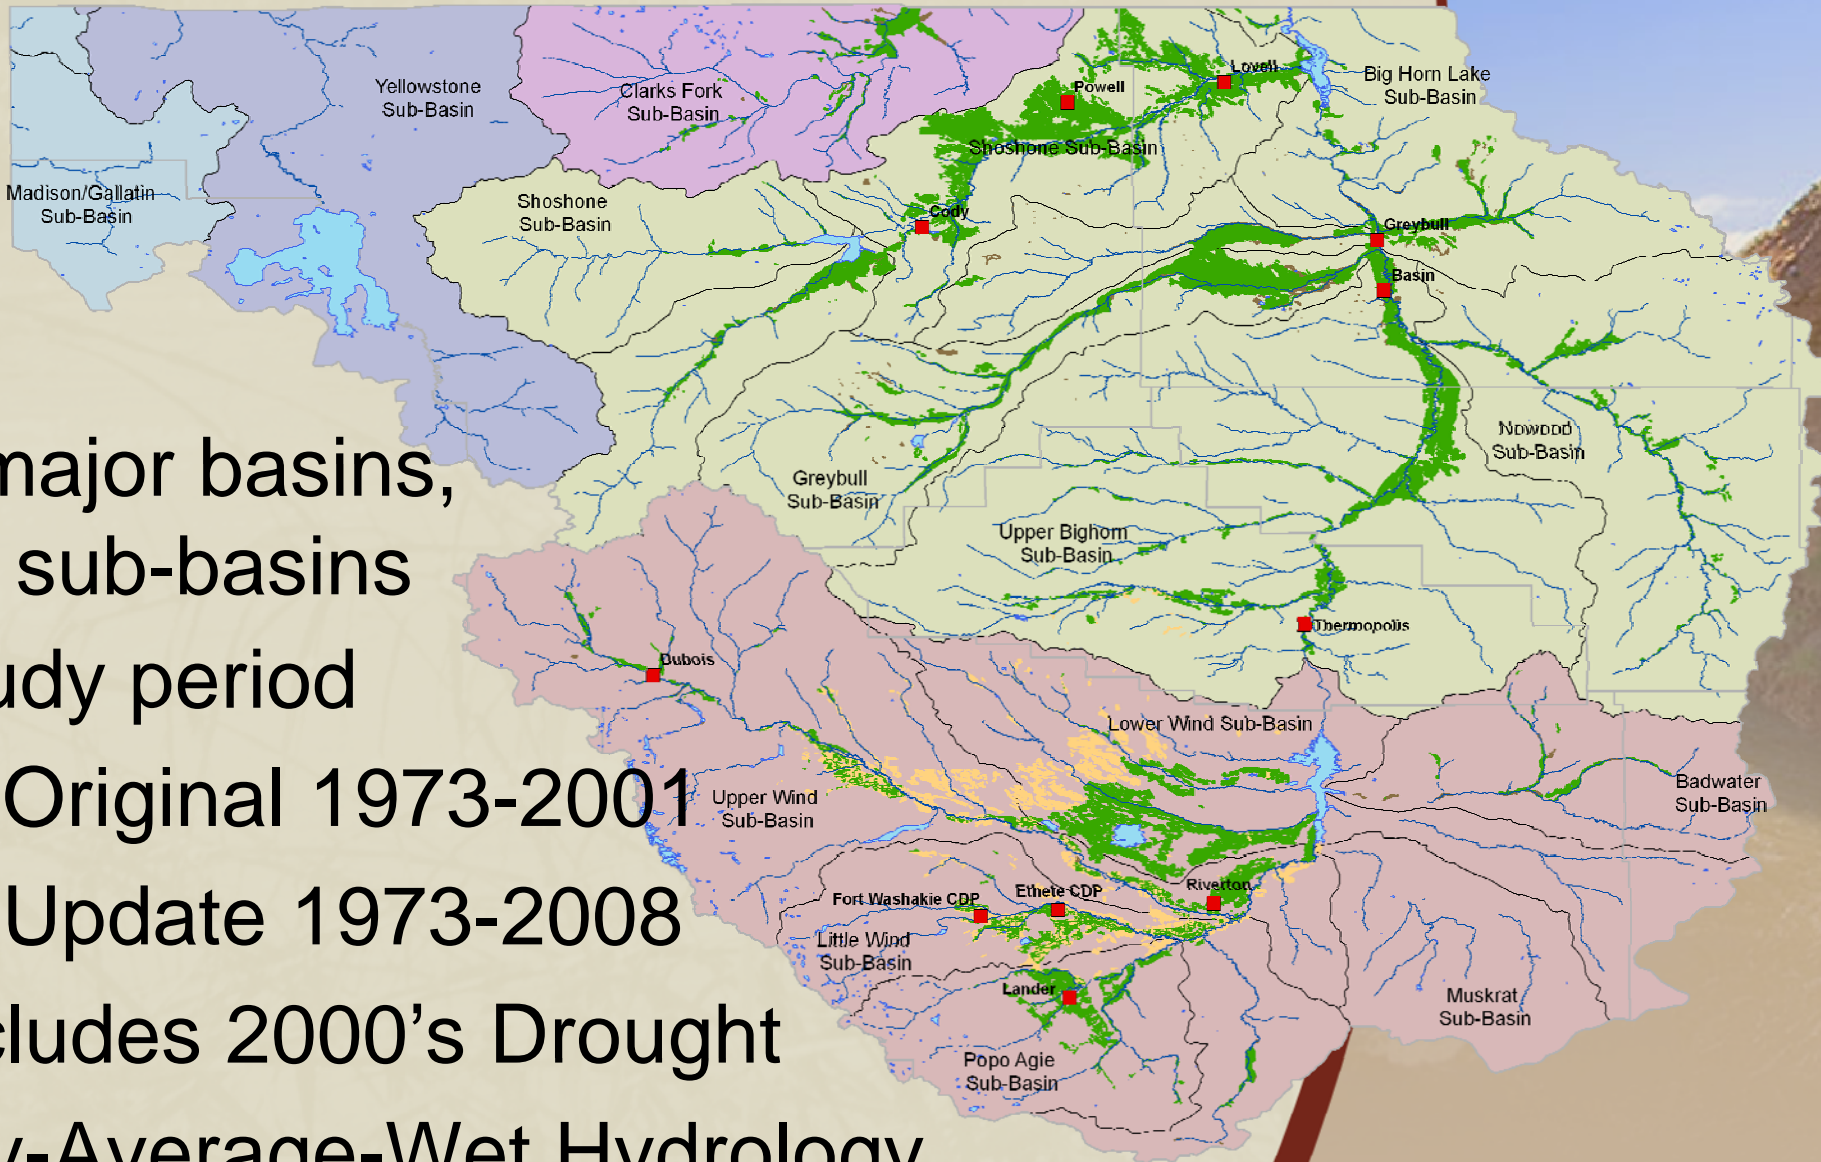 major basins,
sub-basins
udy period
Original 1973-2001
Update 1973-2008
cludes 2000’s Drought
y-Average-Wet Hydrology
Yellowstone
Sub-Basin
Clarks Fork
Sub-Basin
Lovell
Powell
Big Horn Lake
Sub-Basin
Shoshone Sub-Basin
Madison/Gallatin
Sub-Basin
Shoshone
Sub-Basin
Cody
Greybull
Basin
Nowood
Sub-Basin
Greybull
Sub-Basin
Upper Bighorn
Sub-Basin
Thermopolis
Dubois
Lower Wind Sub-Basin
Upper Wind
Sub-Basin
Badwater
Sub-Basin
Fort Washakie CDP
Ethete CDP
Riverton
Little Wind
Sub-Basin
Lander
Muskrat
Sub-Basin
Popo Agie
Sub-Basin